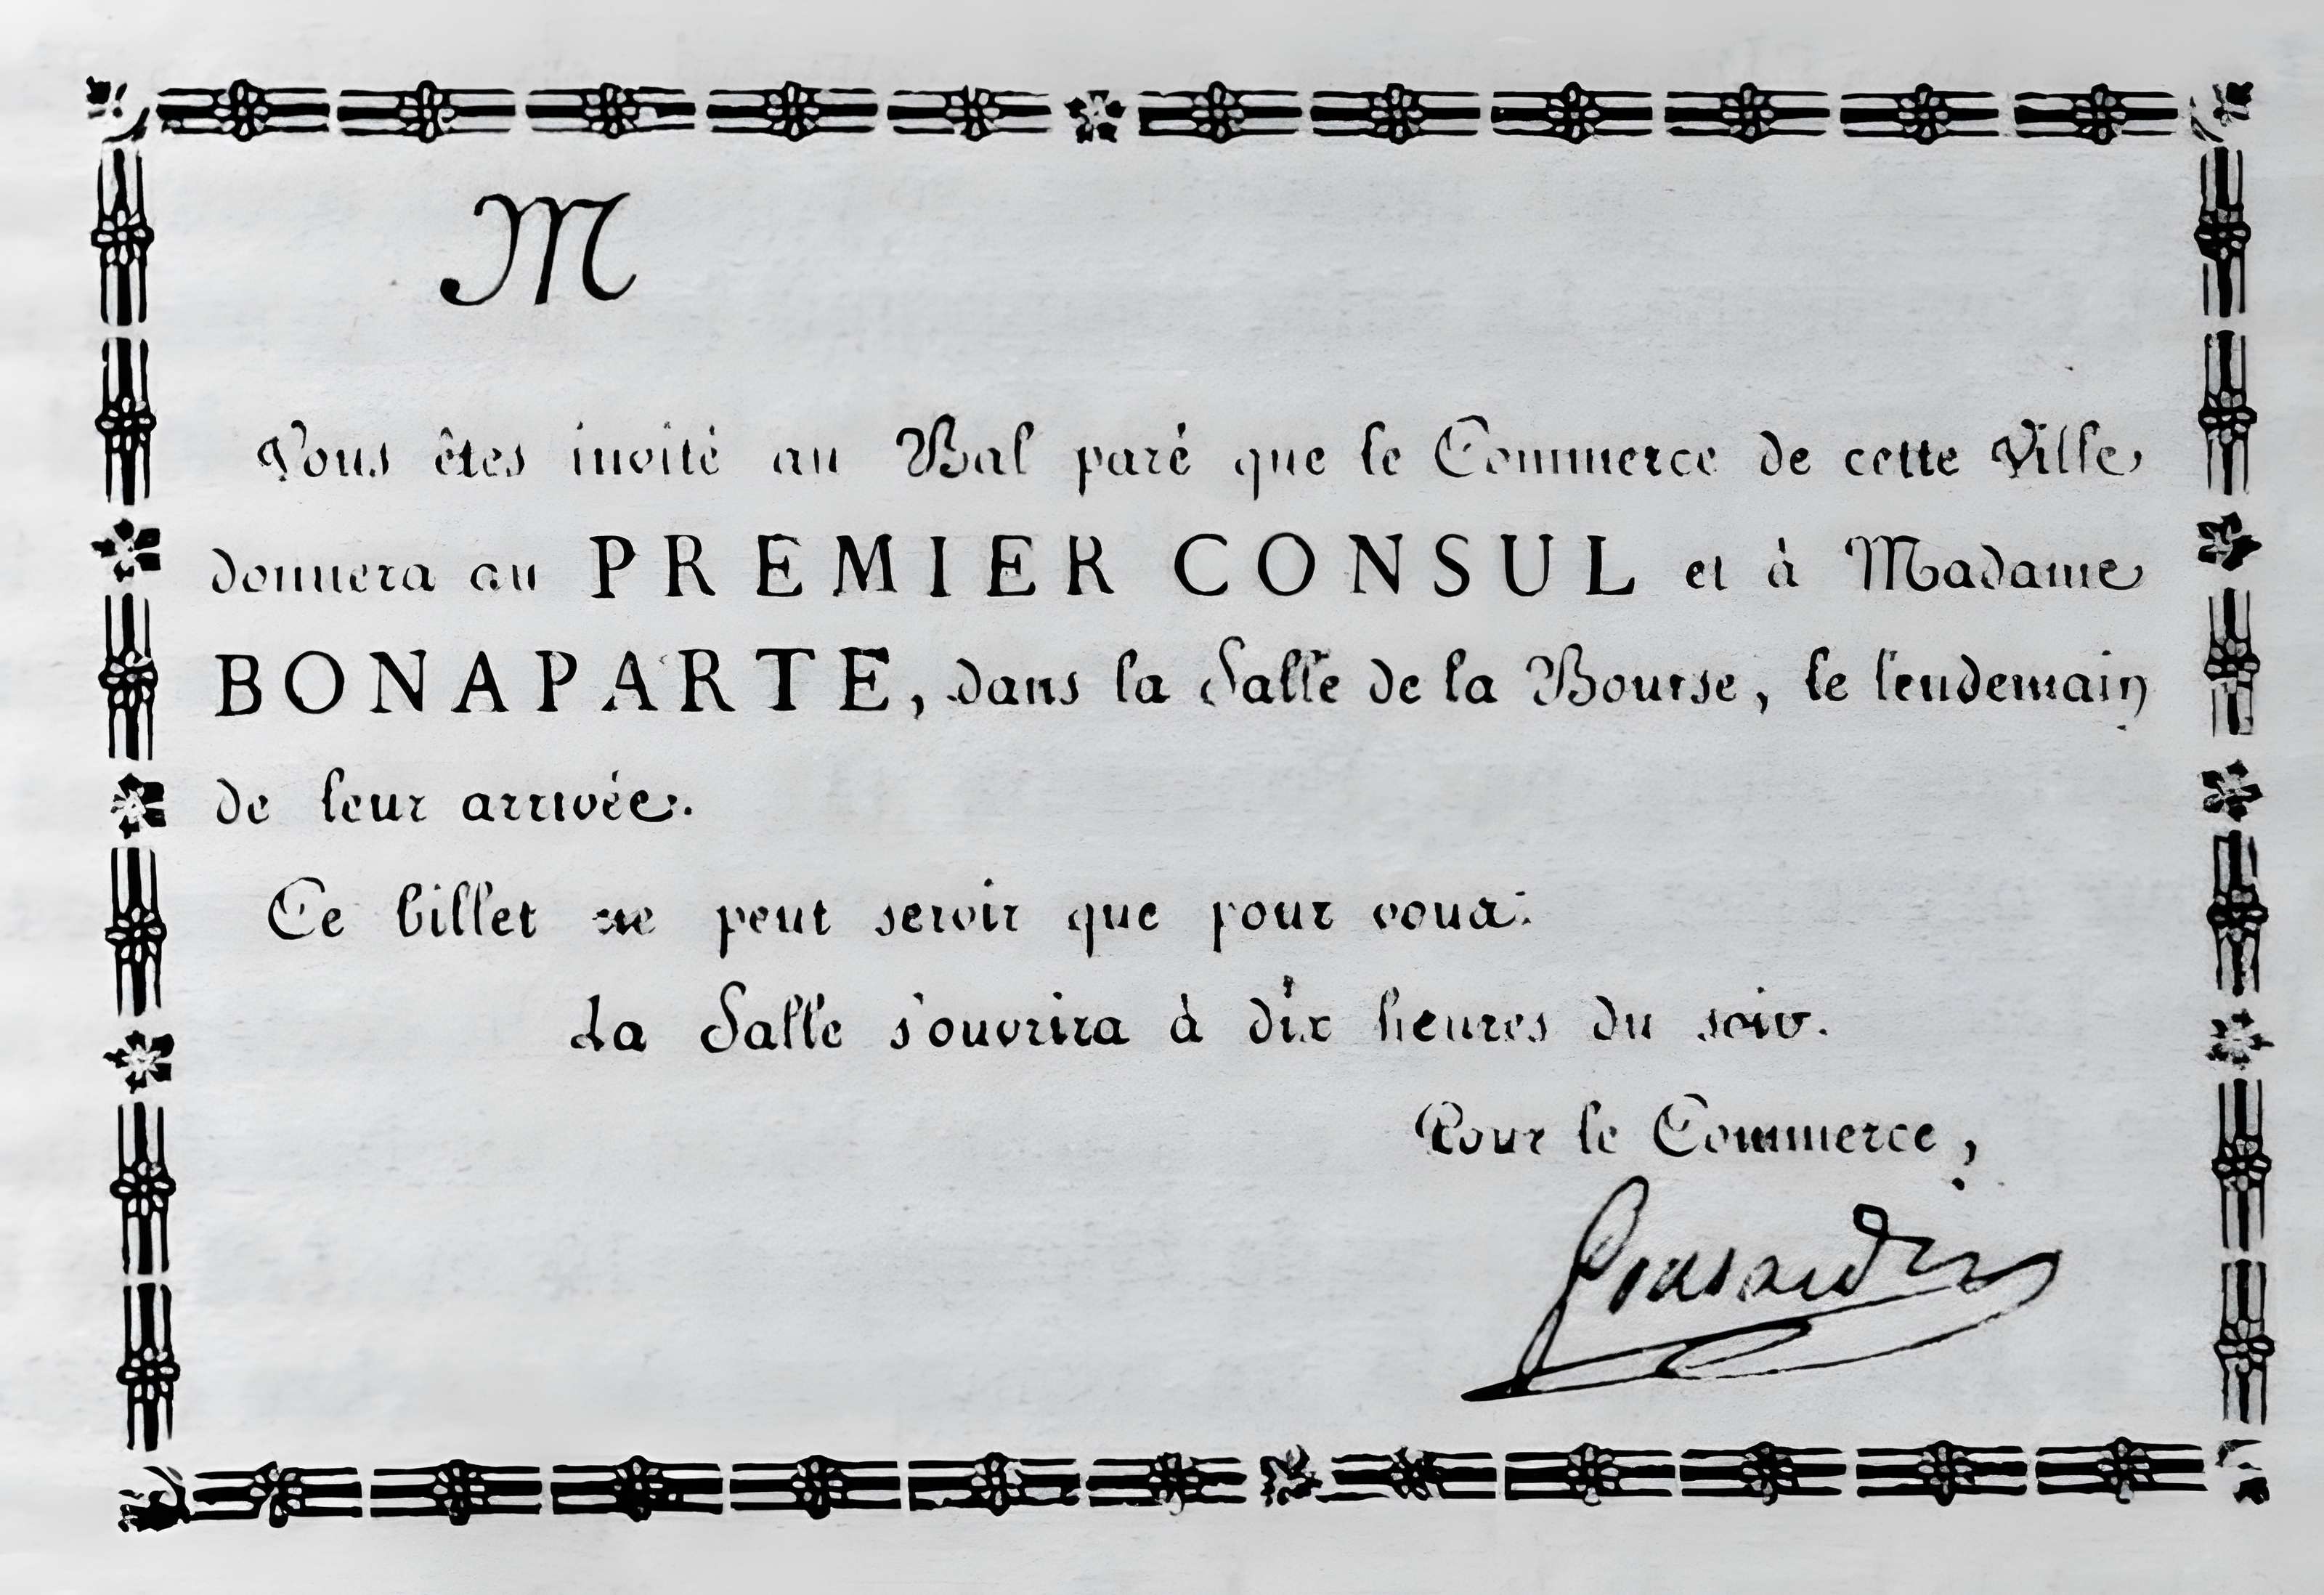 M
Vous êtes invité au Bal paré que le Commerce de cette Ville
donnera au PREMIER CONSUL et à Madame
BONAPARTE, dans la Salle de la Bourse, le lendemain
de leur arrivée.
Ce billet ne peut servir que pour vous.
La Salle s'ouvrira à dix heures du soir.
Pour le Commerce,